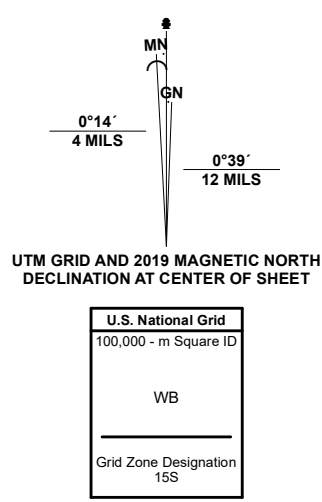 MN
GN
0°14´
4 MILS
0°39´
12 MILS
UTM GRID AND 2019 MAGNETIC NORTH
DECLINATION AT CENTER OF SHEET
U.S. National Grid
100,000 - m Square ID
WB
Grid Zone Designation
15S